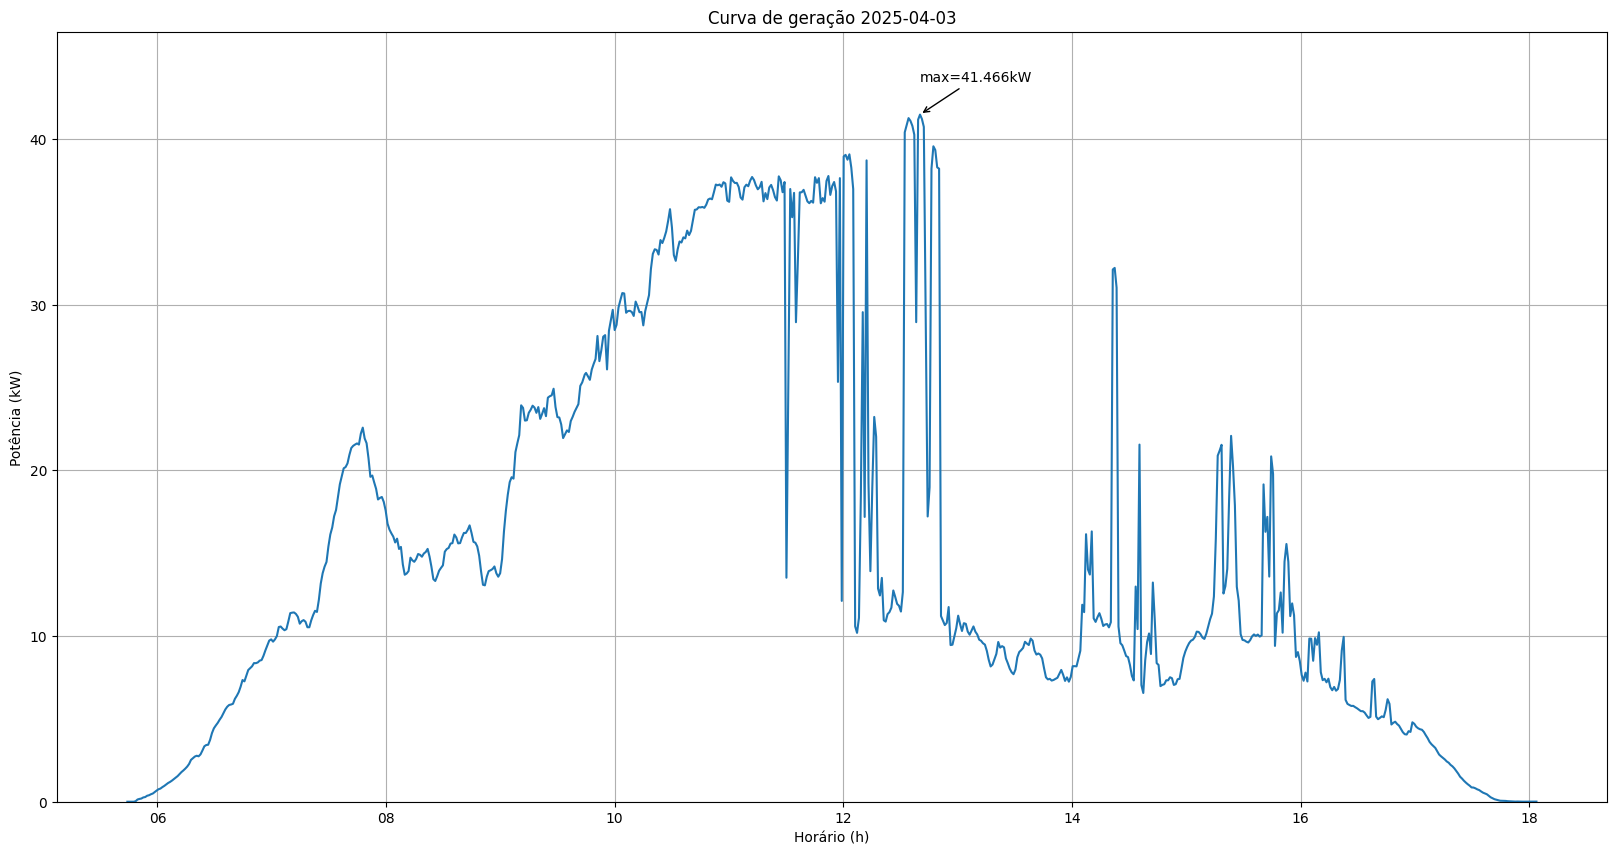 Curva de geração 2025-04-03
max=41.466kW
40
30
20
10
0
Potência (kW)
06 08 10 12 14 16 18
Horário (h)